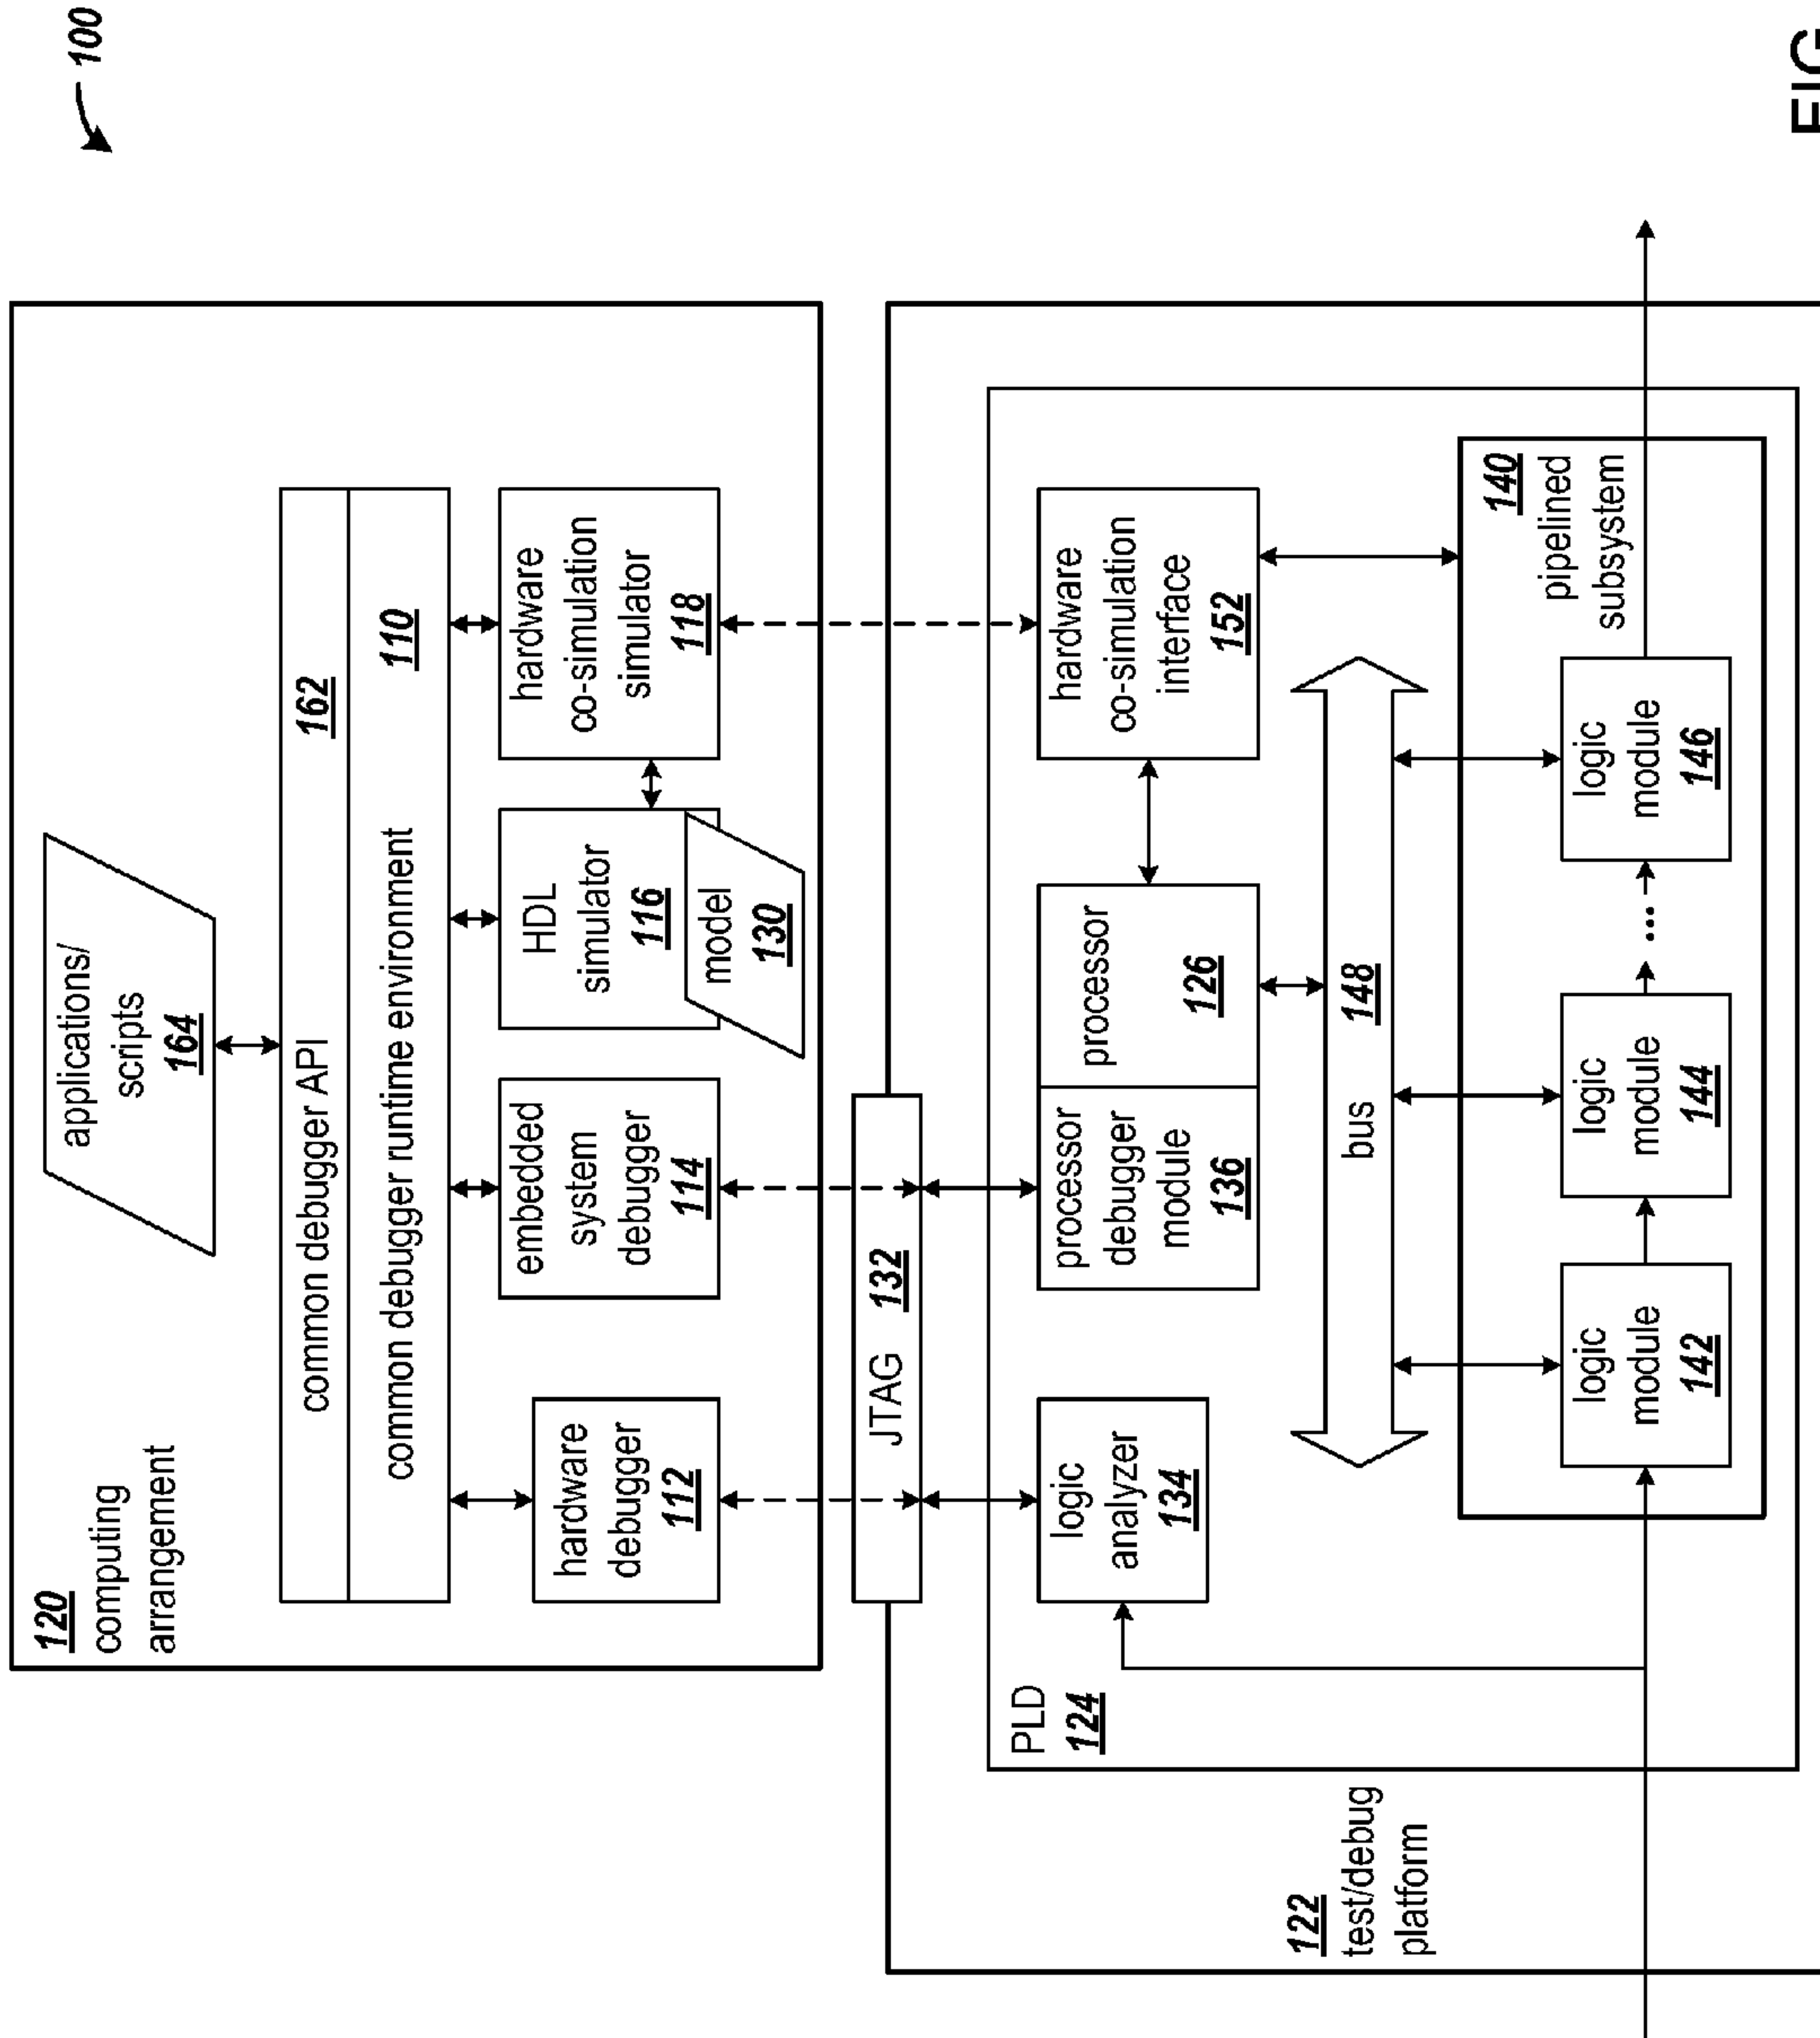 100
120
computing
arrangement
applications/
scripts
164
common debugger API
162
common debugger runtime environment
110
hardware
debugger
112
embedded
system
debugger
114
HDL
simulator
116
model
130
hardware
co-simulation
simulator
118
JTAG
132
122
test/debug
platform
PLD
124
logic
analyzer
134
processor
debugger
module
136
processor
126
hardware
co-simulation
interface
152
bus
148
140
pipelined
subsystem
logic
module
142
logic
module
144
...
logic
module
146
FIG